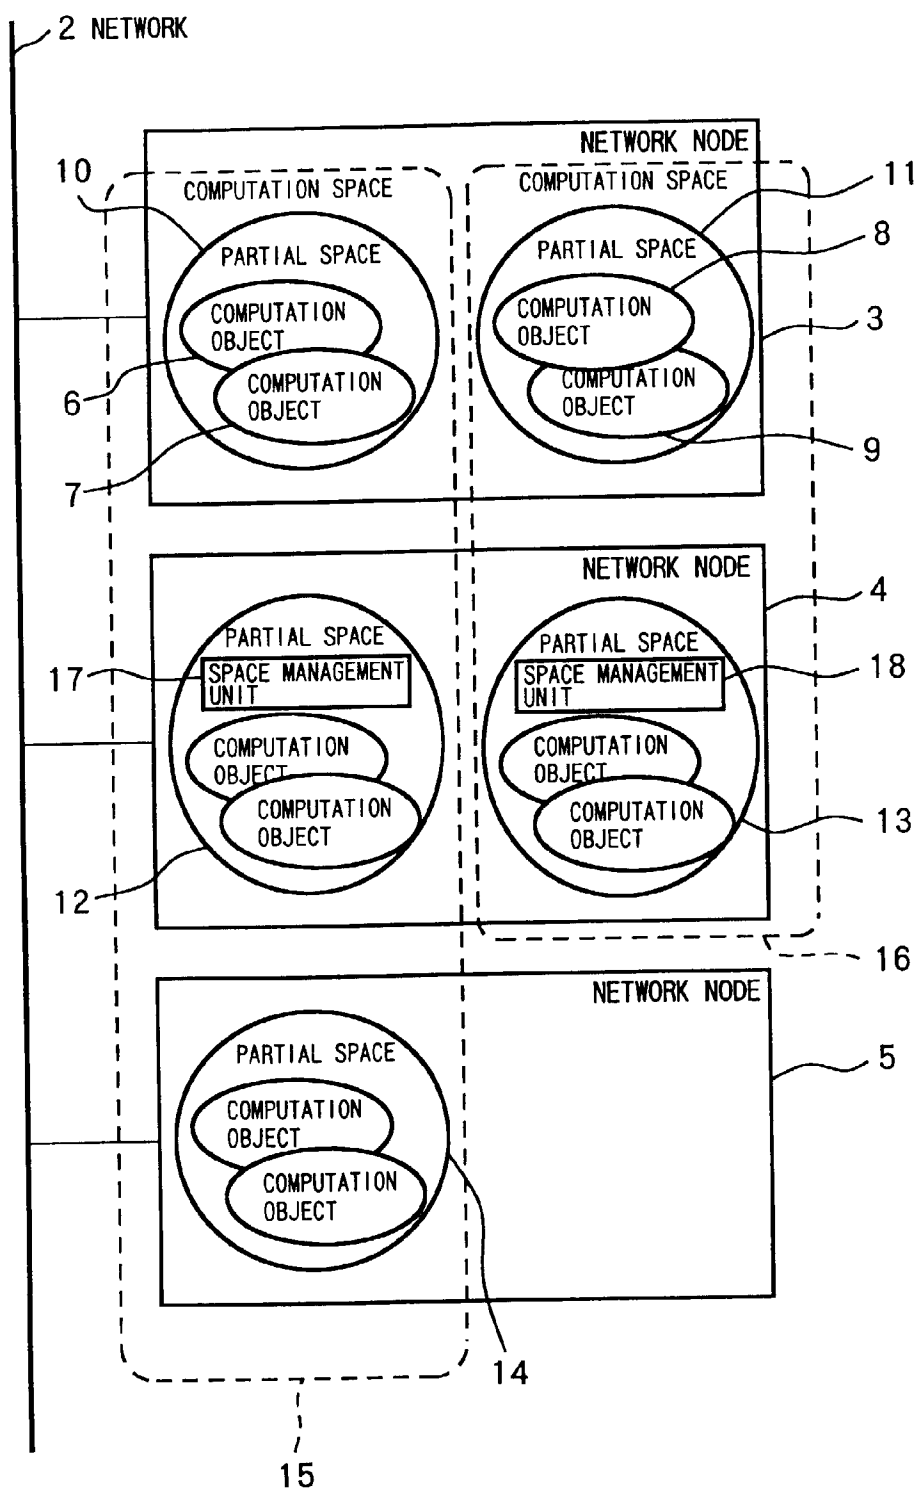 2 NETWORK
NETWORK NODE
10
COMPUTATION SPACE
COMPUTATION SPACE
11
PARTIAL SPACE
PARTIAL SPACE
8
COMPUTATION
OBJECT
COMPUTATION
OBJECT
3
6
COMPUTATION
OBJECT
COMPUTATION
OBJECT
7
9
NETWORK NODE
4
PARTIAL SPACE
PARTIAL SPACE
17
SPACE MANAGEMENT
UNIT
SPACE MANAGEMENT
UNIT
18
COMPUTATION
OBJECT
COMPUTATION
OBJECT
COMPUTATION
OBJECT
COMPUTATION
OBJECT
13
12
16
NETWORK NODE
5
PARTIAL SPACE
COMPUTATION
OBJECT
COMPUTATION
OBJECT
14
15